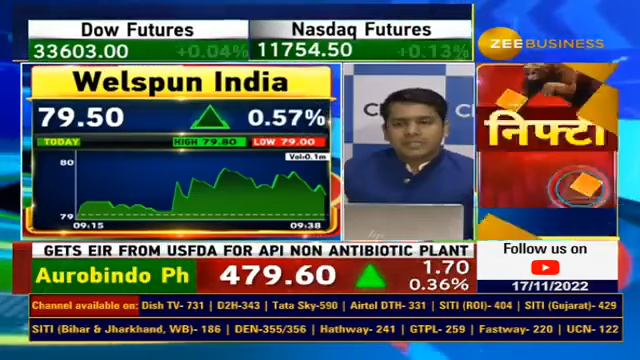 Dow Futures
33603.00 +0.04%
Nasdaq Futures
11754.50 +0.13%
ZEE BUSINESS
Welspun India
79.50 0.57%
TODAY HIGH 79.80 LOW 79.00
Vol:0.1m
80
79
09:15 09:38
निफ्टी
GETS EIR FROM USFDA FOR API NON ANTIBIOTIC PLANT
Aurobindo Ph 479.60 1.70
0.36%
Follow us on
17/11/2022
Channel available on: Dish TV- 731 | D2H-343 | Tata Sky-590 | Airtel DTH- 331 | SITI (ROI)- 404 | SITI (Gujarat)- 429
SITI (Bihar & Jharkhand, WB)- 186 | DEN-355/356 | Hathway- 241 | GTPL- 259 | Fastway- 220 | UCN- 122